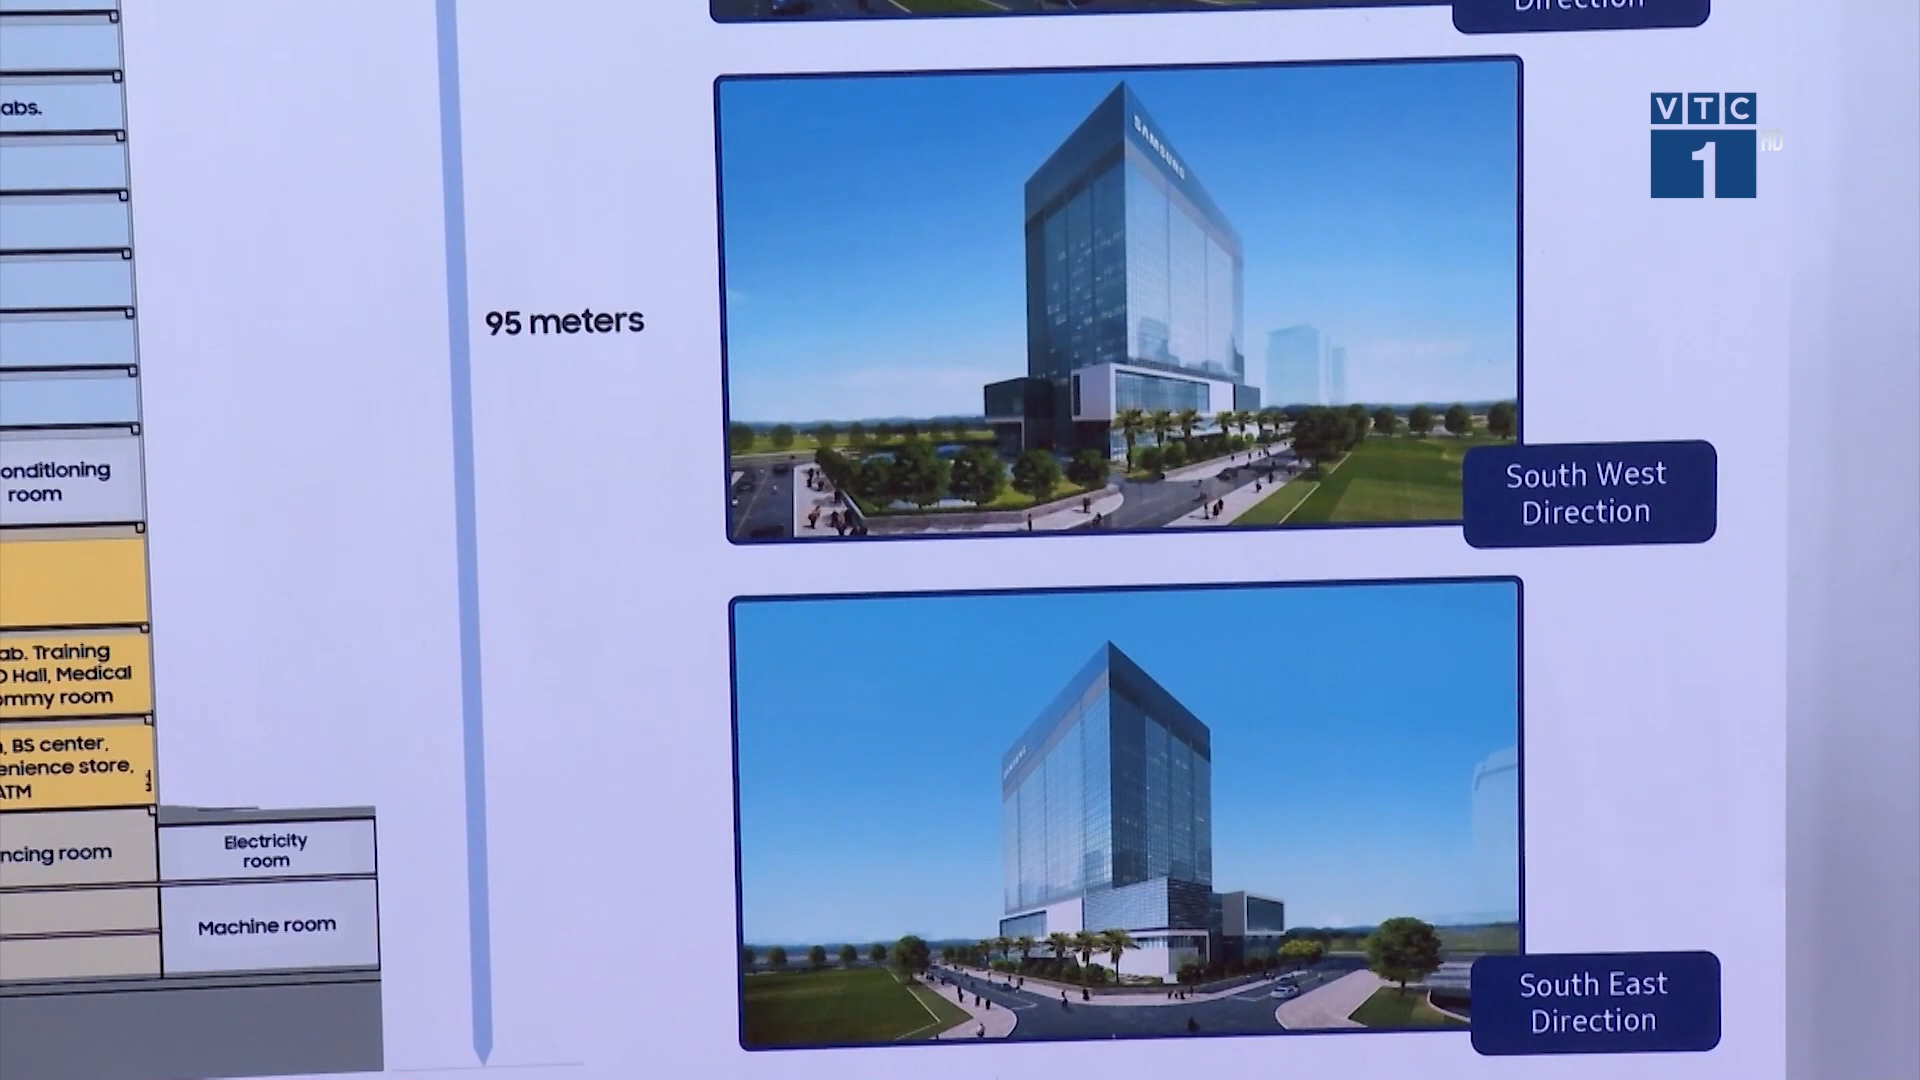 Direction
VTC
1
HD
abs.
SAMSUNG
95 meters
onditioning
room
South West
Direction
ab. Training
O Hall, Medical
ommy room
, BS center,
enience store,
ATM
ncing room
Electricity
room
Machine room
SAMSUNG
South East
Direction